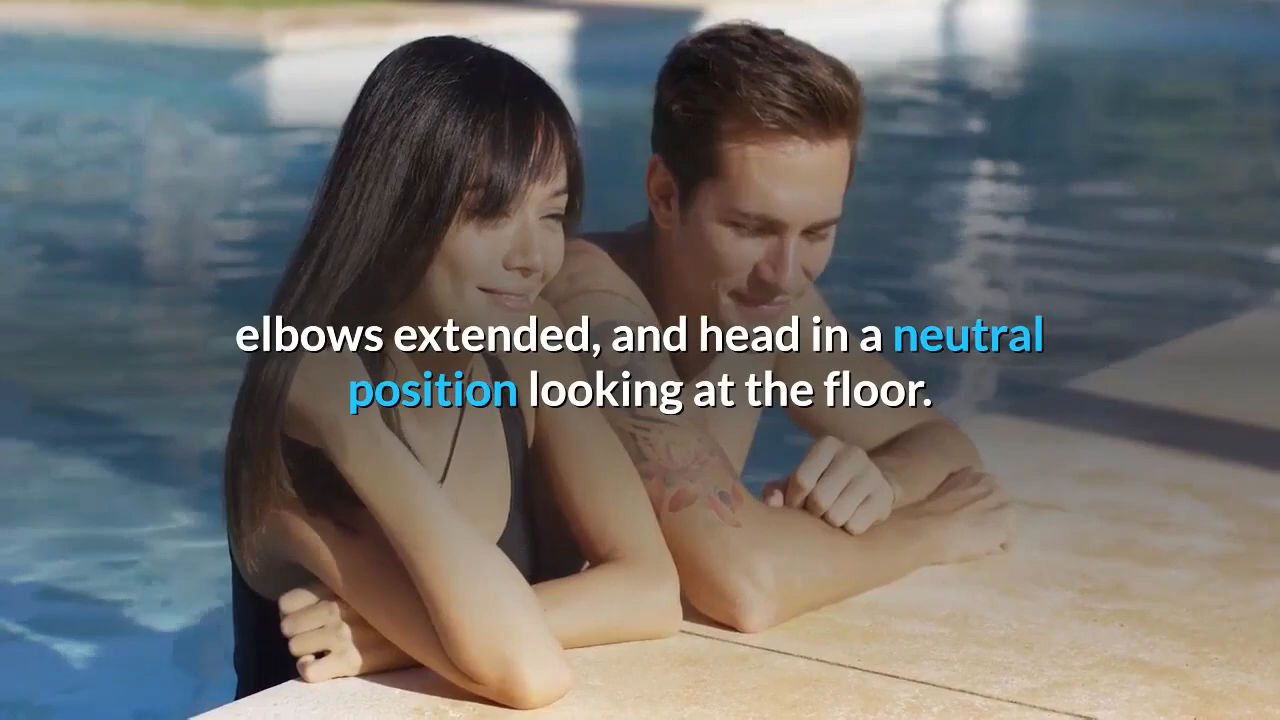 elbows extended, and head in a neutral
position looking at the floor.